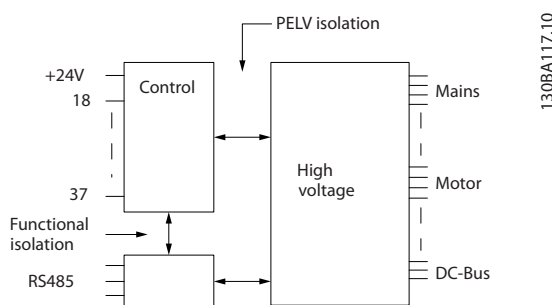 PELV isolation
+24V
Control
18
37
High
voltage
Mains
Motor
DC-Bus
Functional
isolation
RS485
130BA117.10